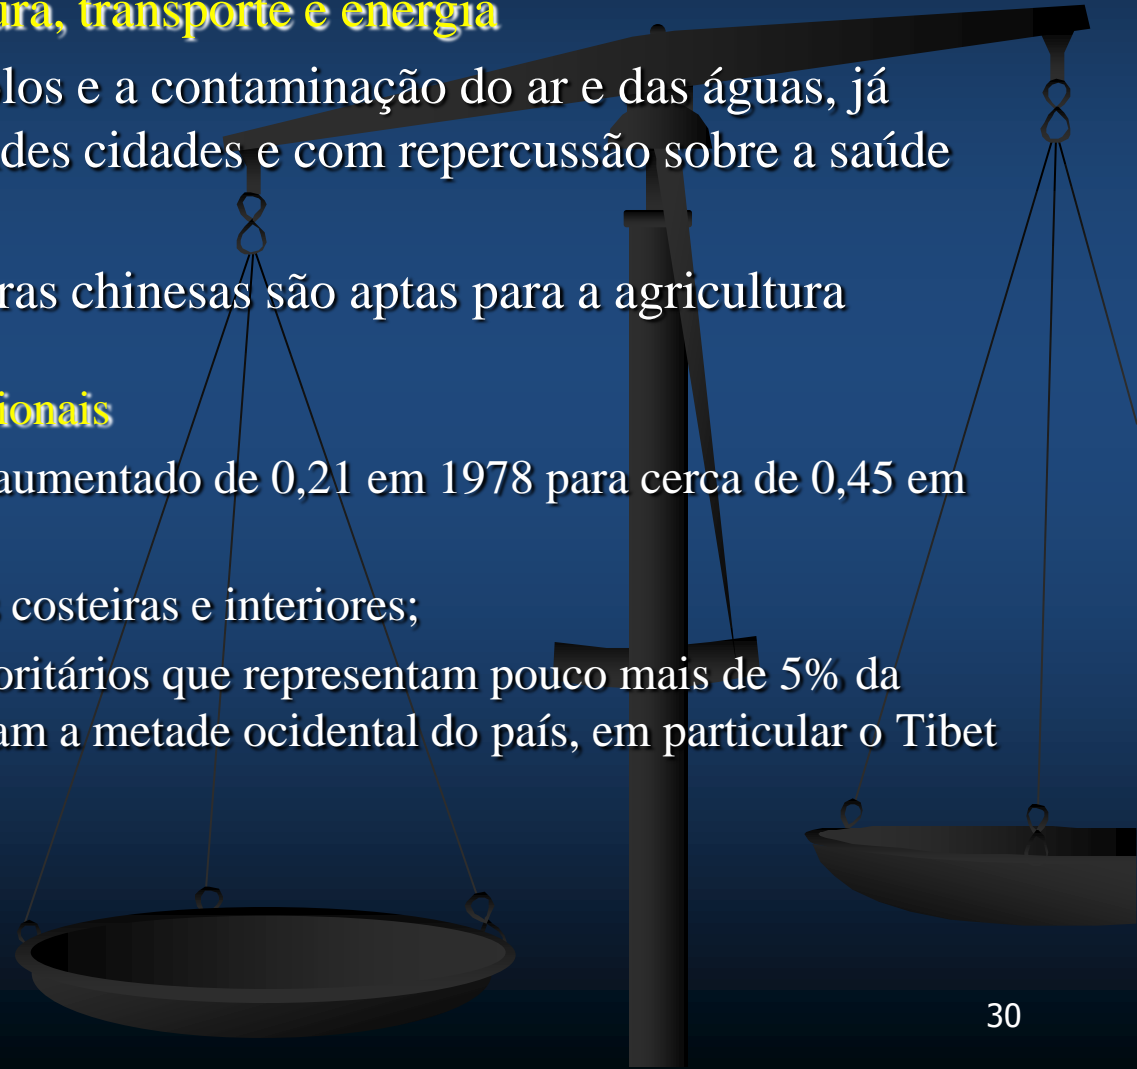 ura, transporte e energia
los e a contaminação do ar e das águas, já
des cidades e com repercussão sobre a saúde
ras chinesas são aptas para a agricultura
ionais
aumentado de 0,21 em 1978 para cerca de 0,45 em
s costeiras e interiores;
oritários que representam pouco mais de 5% da
am a metade ocidental do país, em particular o Tibet
30